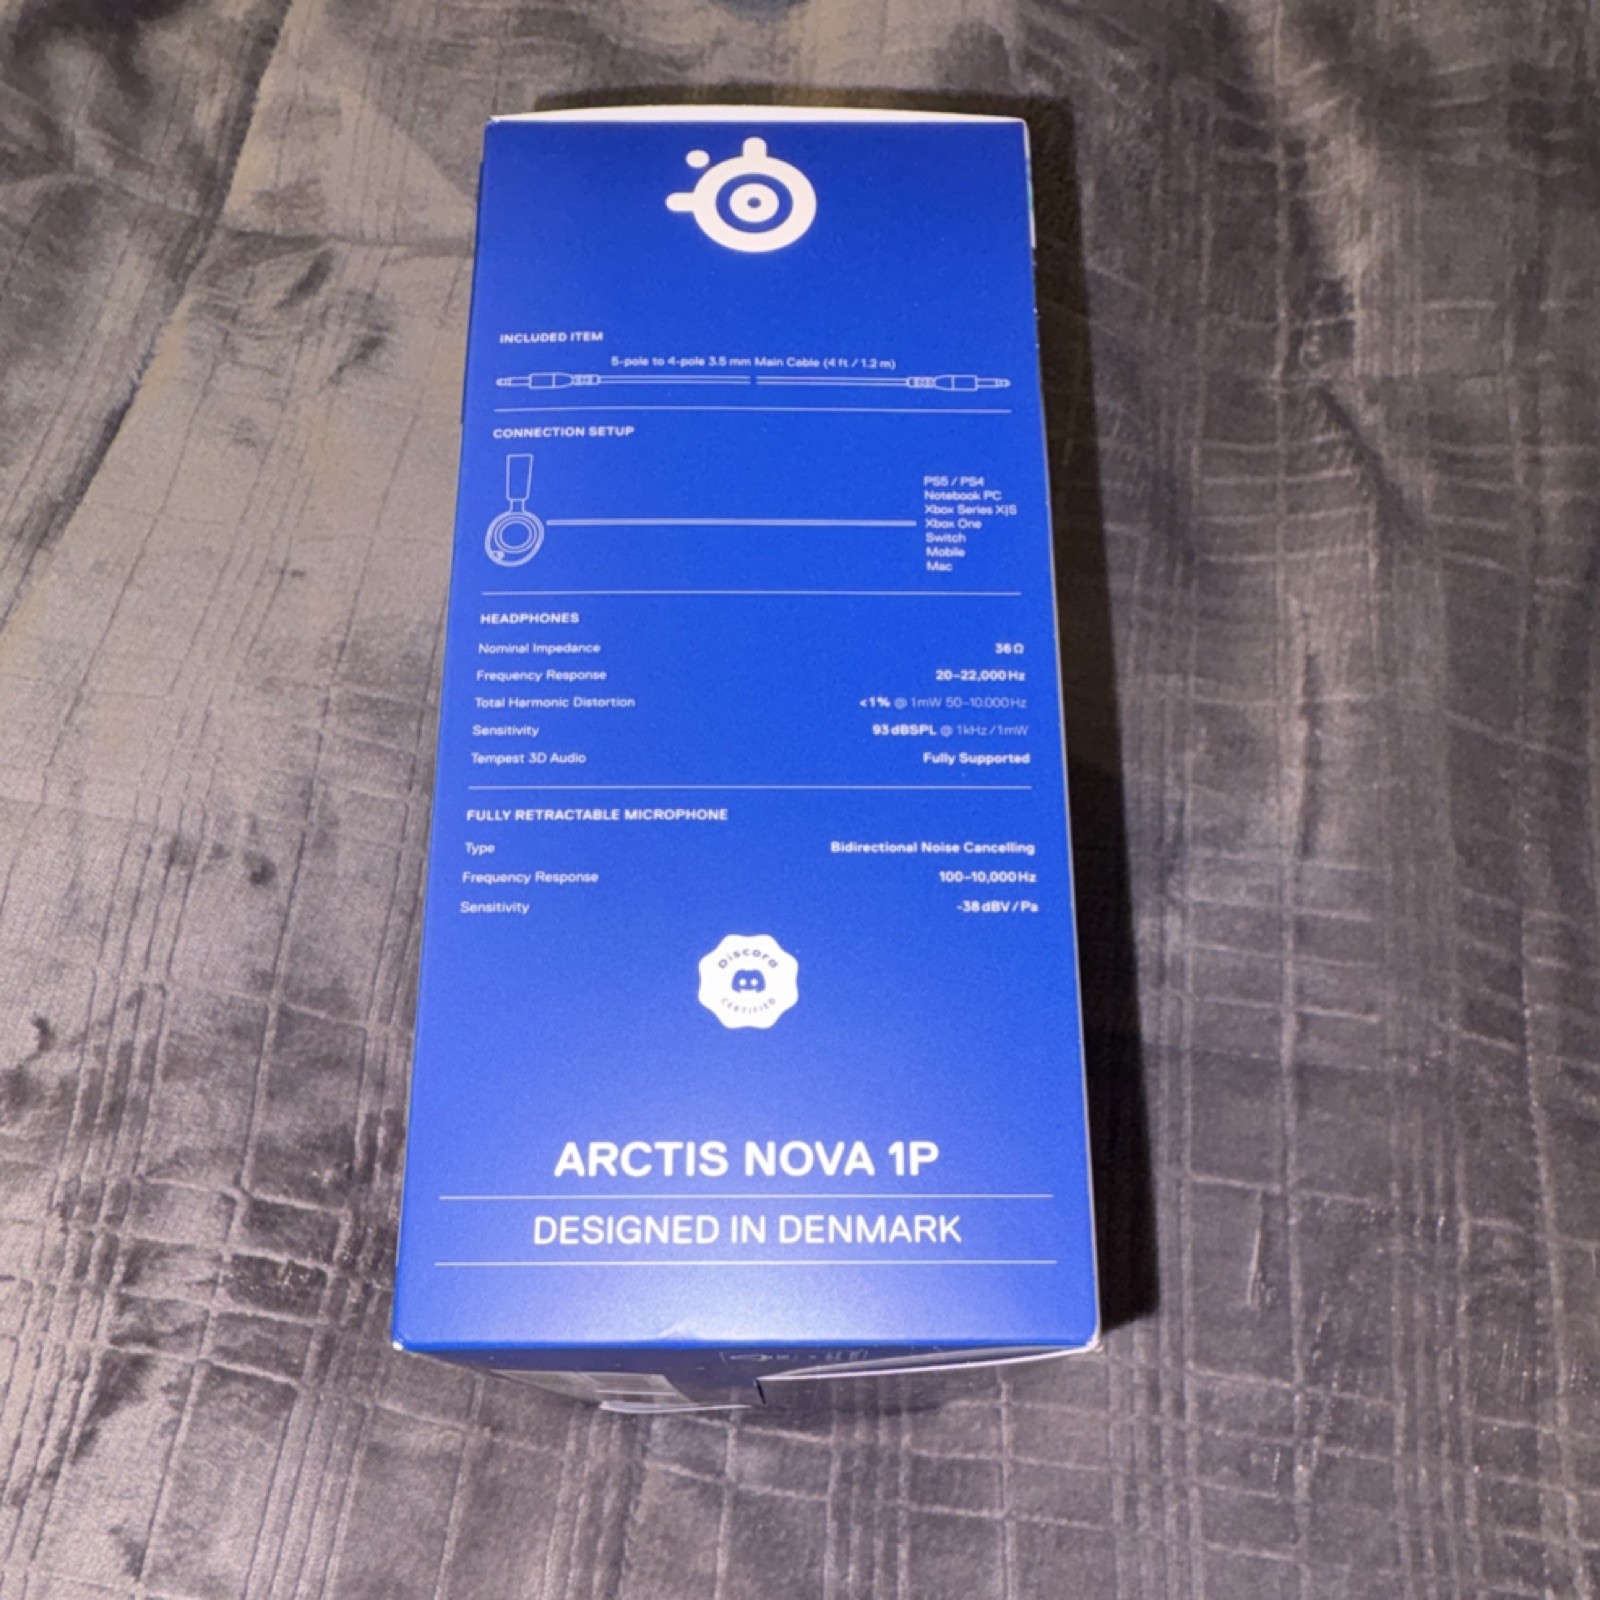 INCLUDED ITEM
5-pole to 4-pole 3.5 mm Main Cable (4 ft / 1.2 m)
CONNECTION SETUP
PS5 / PS4
Notebook PC
Xbox Series X|S
Xbox One
Switch
Mobile
Mac
HEADPHONES
Nominal Impedance 36 Ω
Frequency Response 20–22,000 Hz
Total Harmonic Distortion <1% @ 1mW 50–10.000Hz
Sensitivity 93 dBSPL @ 1kHz / 1mW
Tempest 3D Audio Fully Supported
FULLY RETRACTABLE MICROPHONE
Type Bidirectional Noise Cancelling
Frequency Response 100–10,000 Hz
Sensitivity -38 dBV / Pa
Discord
CERTIFIED
ARCTIS NOVA 1P
DESIGNED IN DENMARK